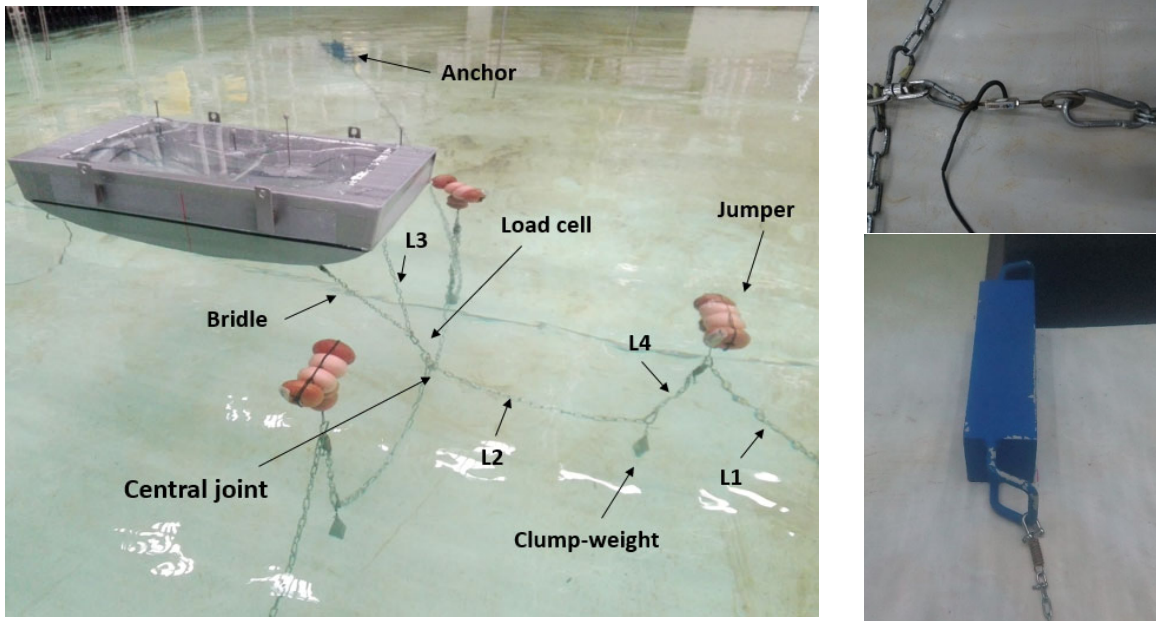 Anchor
Jumper
Load cell
L3
Bridle
L4
L2
L1
Central joint
Clump-weight